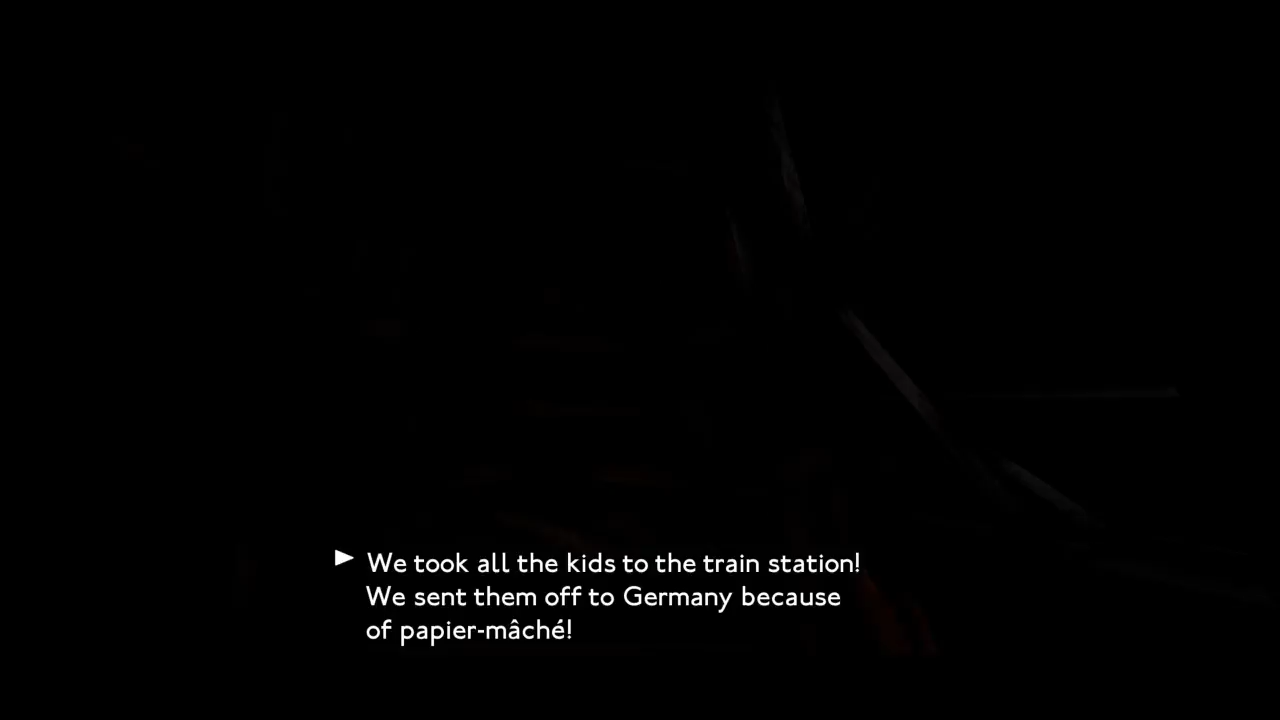 We took all the kids to the train station!
We sent them off to Germany because
of papier-mâché!